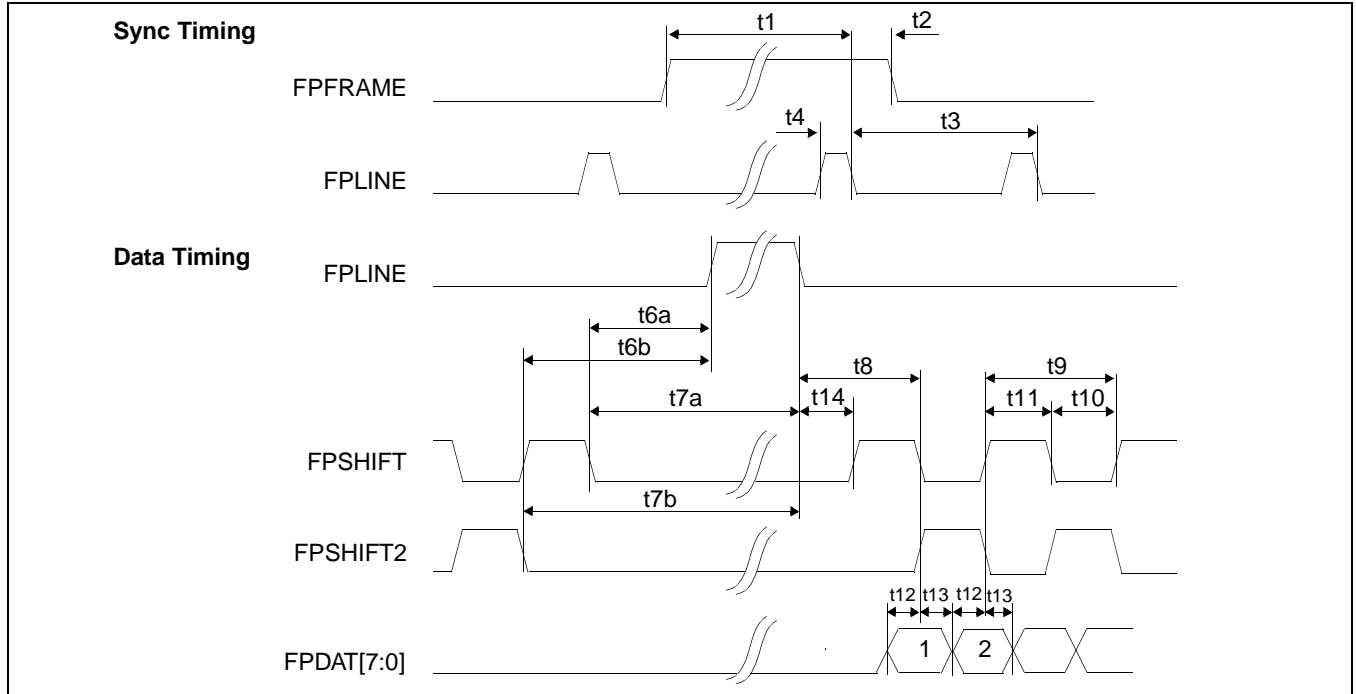 Sync Timing
t1
t2
FPFRAME
t4
t3
FPLINE
Data Timing
FPLINE
t6a
t6b
t8
t9
t7a
t14
t11
t10
FPSHIFT
t7b
FPSHIFT2
t12
t13
t12
t13
1
2
FPDAT[7:0]